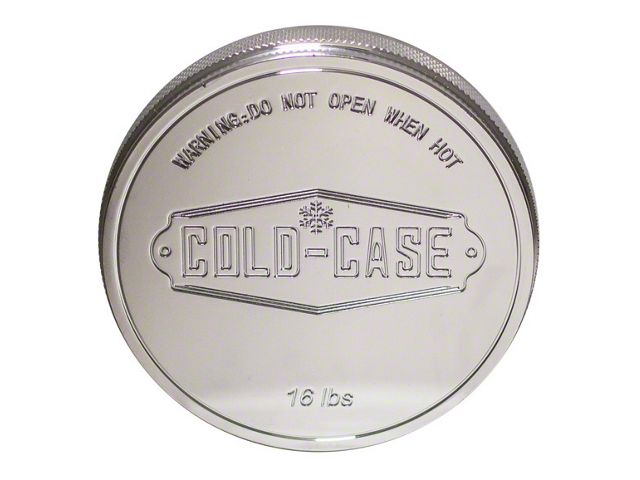 WARNING:DO NOT OPEN WHEN HOT
COLD-CASE
16 lbs